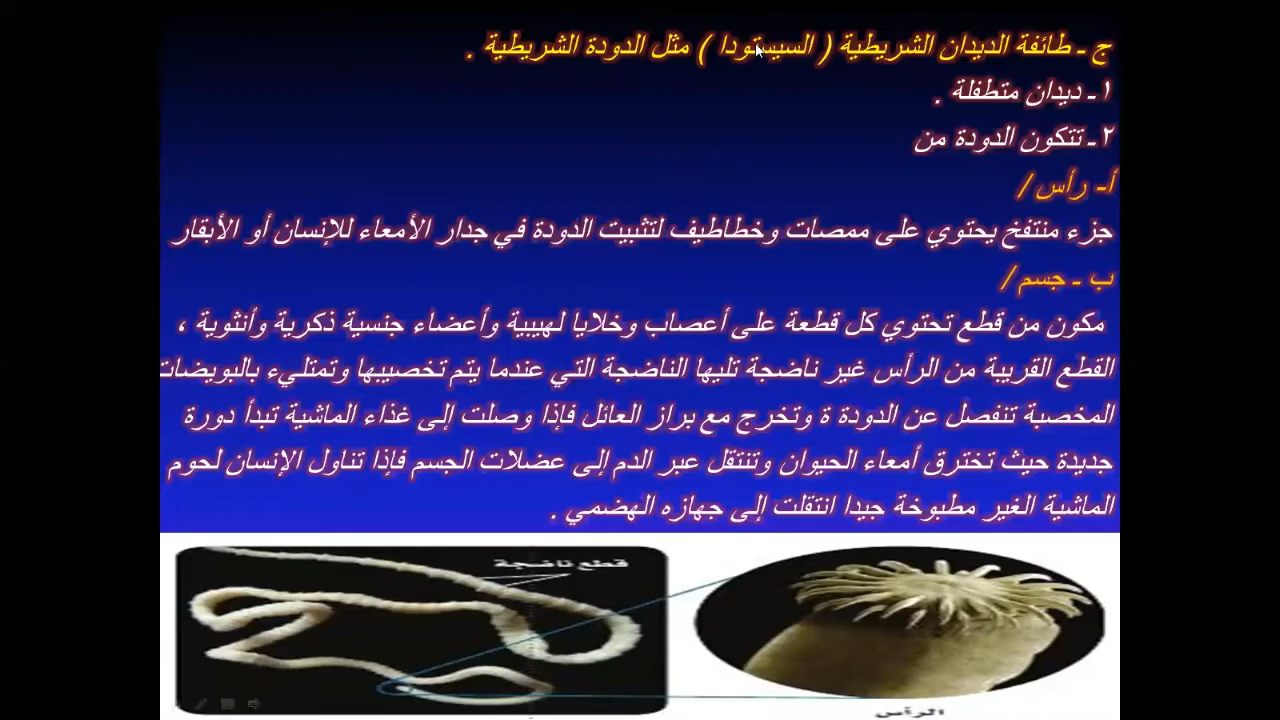 ج ـ طائفة الديدان الشريطية ( السيستودا ) مثل الدودة الشريطية .
١ـ ديدان متطفلة .
٢ـ تتكون الدودة من
أ- رأس /
جزء منتفخ يحتوي على ممصات وخطاطيف لتثبيت الدودة في جدار الأمعاء للإنسان أو الأبقار
ب ـ جسم /
مكون من قطع تحتوي كل قطعة على أعصاب وخلايا لهيبية وأعضاء جنسية ذكرية وأنثوية ،
القطع القريبة من الرأس غير ناضجة تليها الناضجة التي عندما يتم تخصيبها وتمتليء بالبويضات
المخصبة تنفصل عن الدودة ة وتخرج مع براز العائل فإذا وصلت إلى غذاء الماشية تبدأ دورة
جديدة حيث تخترق أمعاء الحيوان وتنتقل عبر الدم إلى عضلات الجسم فإذا تناول الإنسان لحوم
الماشية الغير مطبوخة جيدا انتقلت إلى جهازه الهضمي .
قطع ناضجة
الرأس